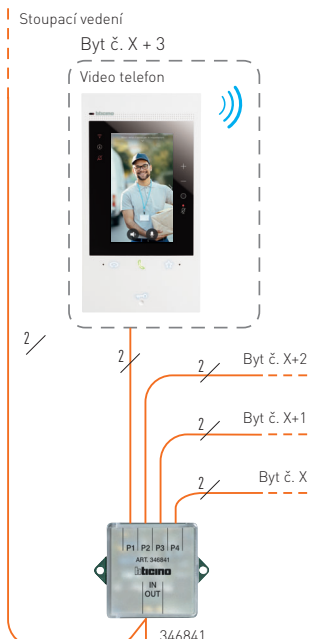 Stoupací vedení
Byt č. X + 3
Video telefon
bticino
2
2
2 Byt č. X+2
2 Byt č. X+1
2 Byt č. X
P1 P2 P3 P4
ART. 346841
bticino
IN
OUT
346841